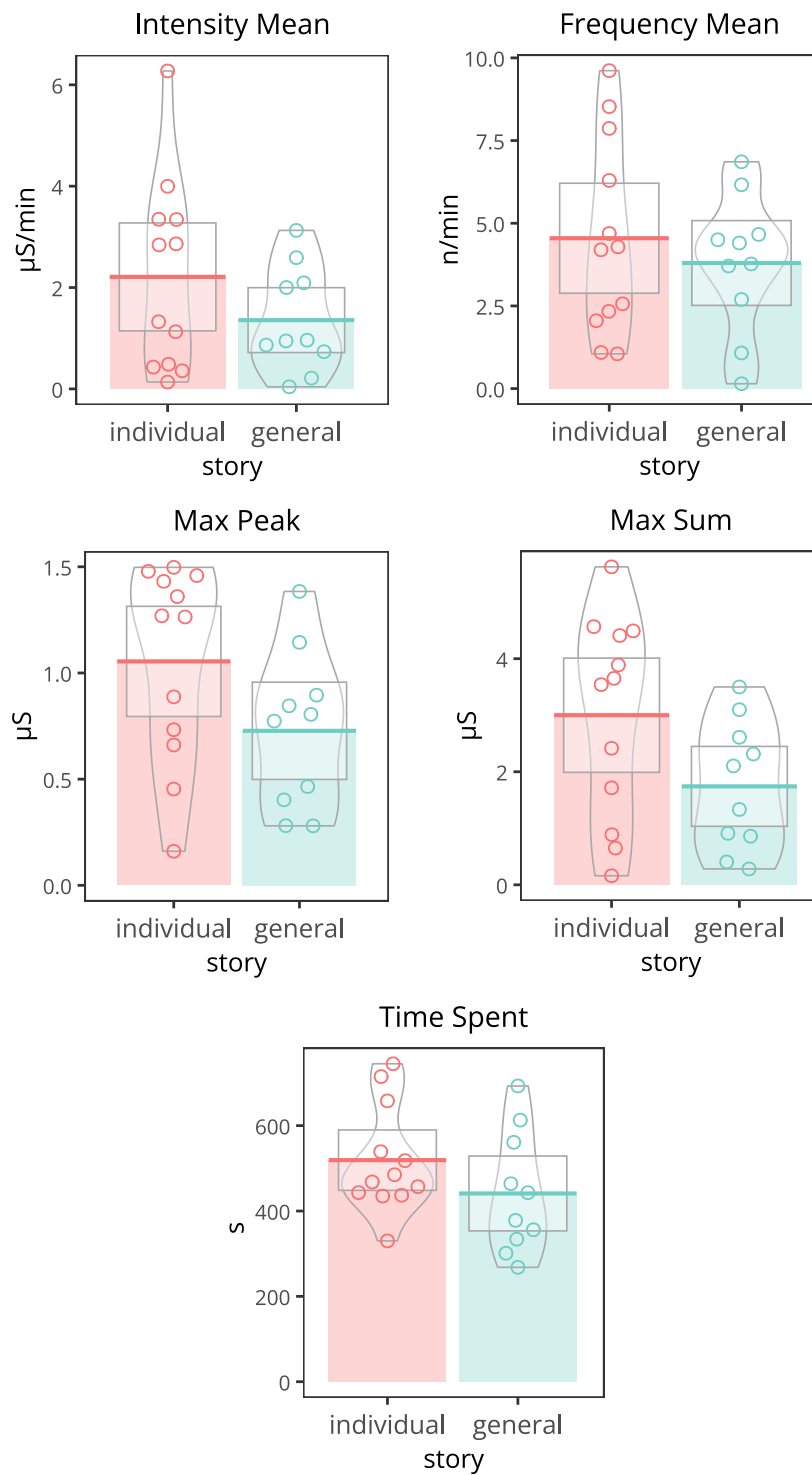 Intensity Mean
µS/min
6
4
2
0
individual general
story
Frequency Mean
n/min
10.0
7.5
5.0
2.5
0.0
individual general
story
Max Peak
µS
1.5
1.0
0.5
0.0
individual general
story
Max Sum
µS
4
2
0
individual general
story
Time Spent
s
600
400
200
0
individual general
story